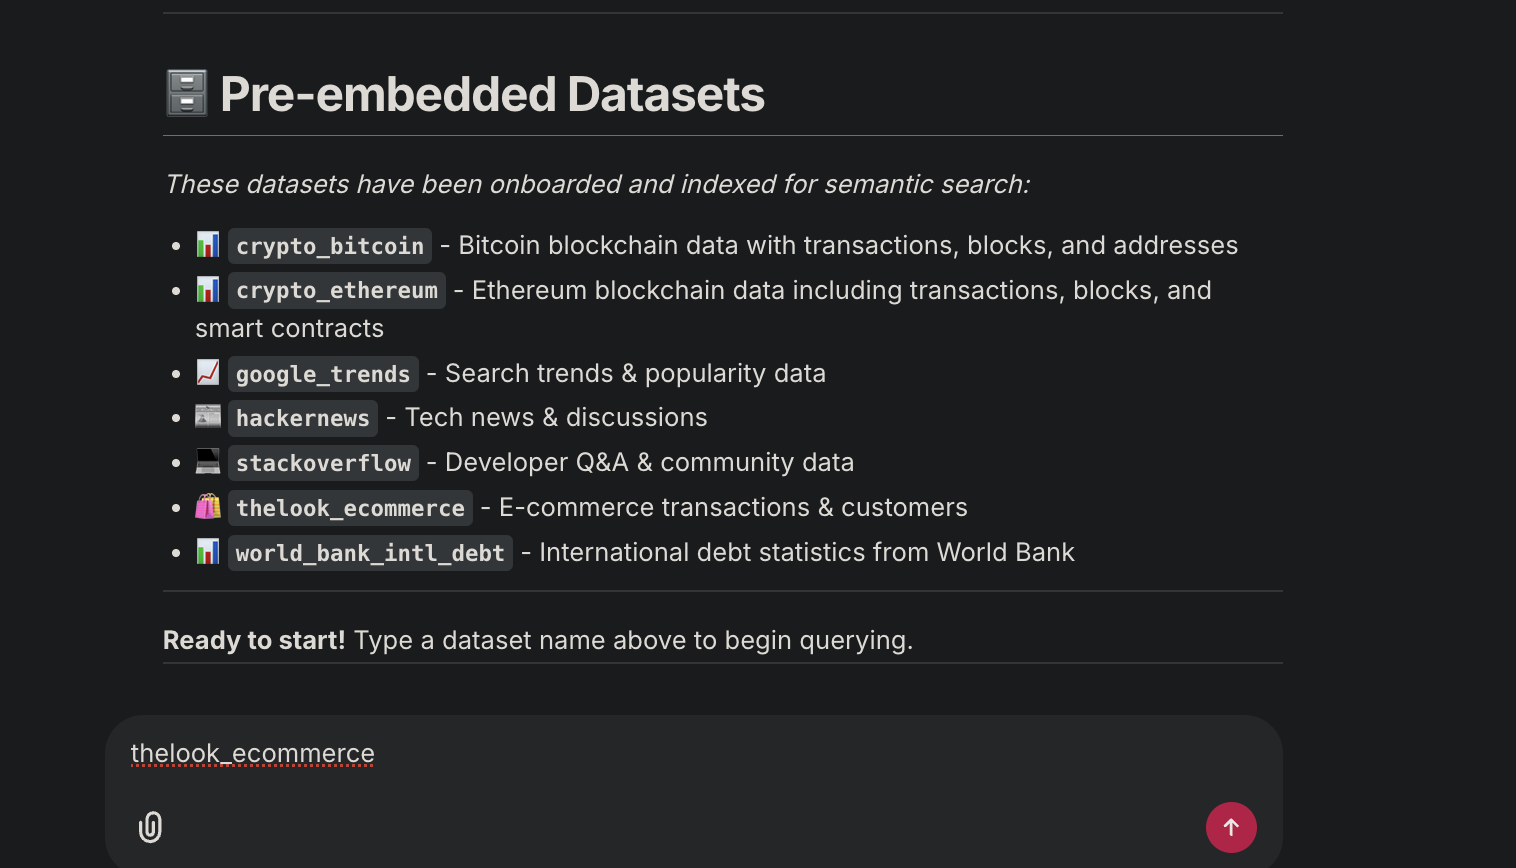 Pre-embedded Datasets
These datasets have been onboarded and indexed for semantic search:
crypto_bitcoin - Bitcoin blockchain data with transactions, blocks, and addresses
crypto_ethereum - Ethereum blockchain data including transactions, blocks, and
smart contracts
google_trends - Search trends & popularity data
hackernews - Tech news & discussions
stackoverflow - Developer Q&A & community data
thelook_ecommerce - E-commerce transactions & customers
world_bank_intl_debt - International debt statistics from World Bank
Ready to start! Type a dataset name above to begin querying.
thelook_ecommerce